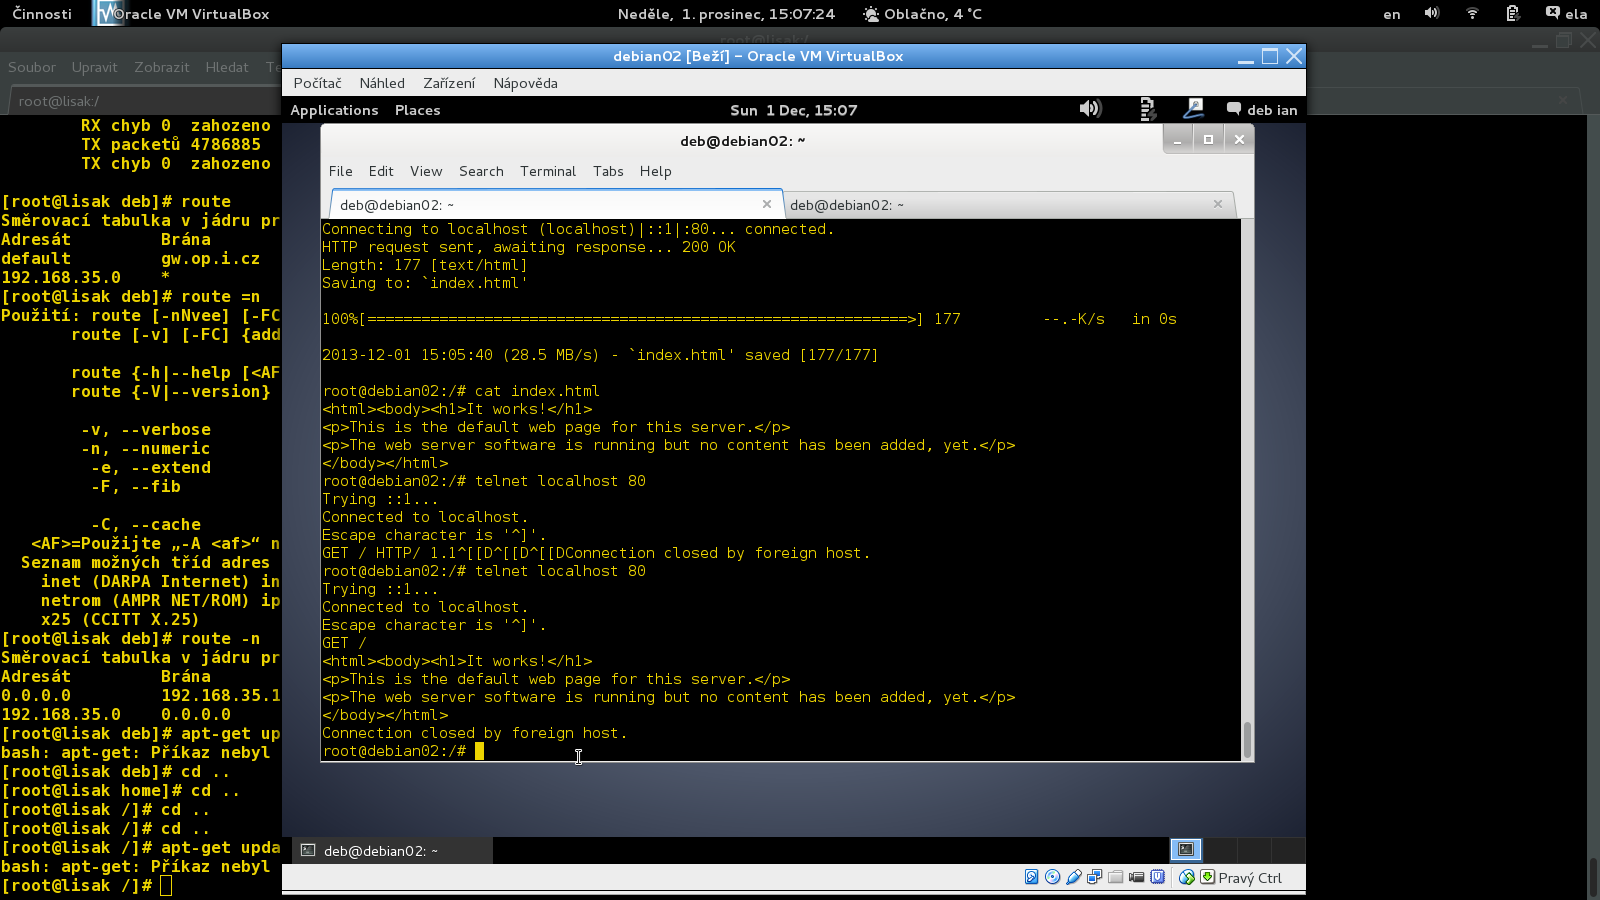 Činnosti
Oracle VM VirtualBox
Neděle, 1. prosinec, 15:07:24
Oblačno, 4 °C
en
ela
root@lisak:/
Soubor Upravit Zobrazit Hledat Te
root@lisak:/
RX chyb 0 zahozeno
TX packetů 4786885
TX chyb 0 zahozeno
[root@lisak deb]# route
Směrovací tabulka v jádru pr
Adresát Brána
default gw.op.i.cz
192.168.35.0 *
[root@lisak deb]# route =n
Použití: route [-nNvee] [-FC
route [-v] [-FC] {add
route {-h|--help [<AF
route {-V|--version}
-v, --verbose
-n, --numeric
-e, --extend
-F, --fib
-C, --cache
<AF>=Použijte „-A <af>“ n
Seznam možných tříd adres
inet (DARPA Internet) in
netrom (AMPR NET/ROM) ip
x25 (CCITT X.25)
[root@lisak deb]# route -n
Směrovací tabulka v jádru pr
Adresát Brána
0.0.0.0 192.168.35.1
192.168.35.0 0.0.0.0
[root@lisak deb]# apt-get up
bash: apt-get: Příkaz nebyl
[root@lisak deb]# cd ..
[root@lisak home]# cd ..
[root@lisak /]# cd ..
[root@lisak /]# cd ..
[root@lisak /]# apt-get upda
bash: apt-get: Příkaz nebyl
[root@lisak /]#
debian02 [Beží] – Oracle VM VirtualBox
Počítač Náhled Zařízení Nápověda
Applications Places
Sun 1 Dec, 15:07
deb ian
deb@debian02: ~
File Edit View Search Terminal Tabs Help
deb@debian02: ~
deb@debian02: ~
Connecting to localhost (localhost)|::1|:80... connected.
HTTP request sent, awaiting response... 200 OK
Length: 177 [text/html]
Saving to: `index.html'
100%[============================================================>] 177 --.-K/s in 0s
2013-12-01 15:05:40 (28.5 MB/s) - `index.html' saved [177/177]
root@debian02:/# cat index.html
<html><body><h1>It works!</h1>
<p>This is the default web page for this server.</p>
<p>The web server software is running but no content has been added, yet.</p>
</body></html>
root@debian02:/# telnet localhost 80
Trying ::1...
Connected to localhost.
Escape character is '^]'.
GET / HTTP/ 1.1^[[D^[[D^[[DConnection closed by foreign host.
root@debian02:/# telnet localhost 80
Trying ::1...
Connected to localhost.
Escape character is '^]'.
GET /
<html><body><h1>It works!</h1>
<p>This is the default web page for this server.</p>
<p>The web server software is running but no content has been added, yet.</p>
</body></html>
Connection closed by foreign host.
root@debian02:/#
deb@debian02: ~
Pravý Ctrl